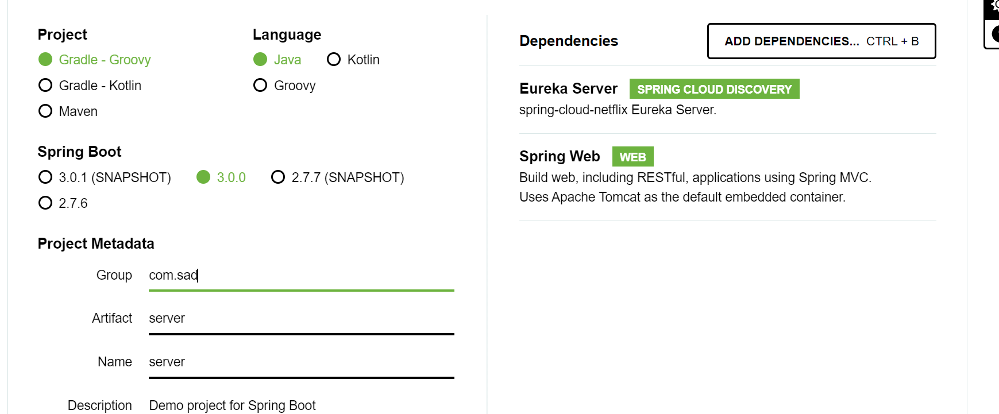 Project
Gradle - Groovy
Gradle - Kotlin
Maven
Language
Java Kotlin
Groovy
Spring Boot
3.0.1 (SNAPSHOT) 3.0.0 2.7.7 (SNAPSHOT)
2.7.6
Project Metadata
Group com.sad
Artifact server
Name server
Description Demo project for Spring Boot
Dependencies ADD DEPENDENCIES... CTRL + B
Eureka Server SPRING CLOUD DISCOVERY
spring-cloud-netflix Eureka Server.
Spring Web WEB
Build web, including RESTful, applications using Spring MVC.
Uses Apache Tomcat as the default embedded container.